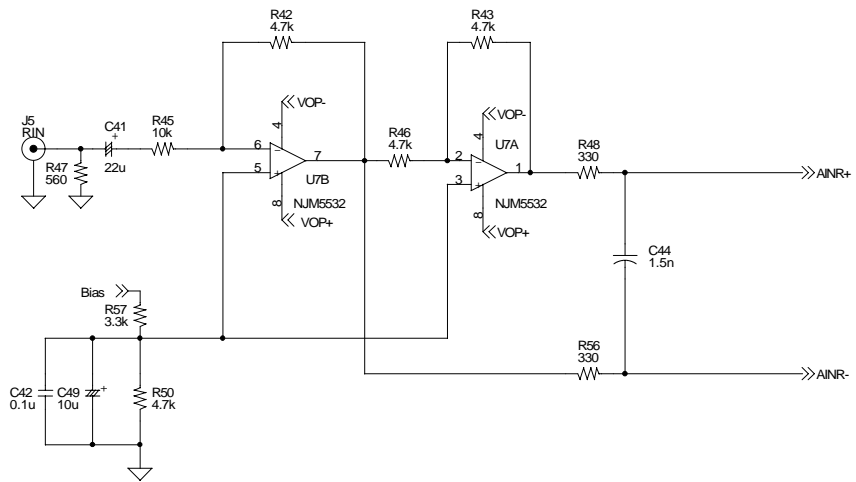 R42
4.7k
R43
4.7k
VOP-
4
VOP-
4
J5
RIN
C41
+
22u
R45
10k
R47
560
6
5
7
U7B
NJM5532
8
VOP+
R46
4.7k
U7A
2
3
1
NJM5532
8
VOP+
R48
330
AINR+
C44
1.5n
Bias
R57
3.3k
R56
330
AINR-
C42
0.1u
C49
10u
+
R50
4.7k